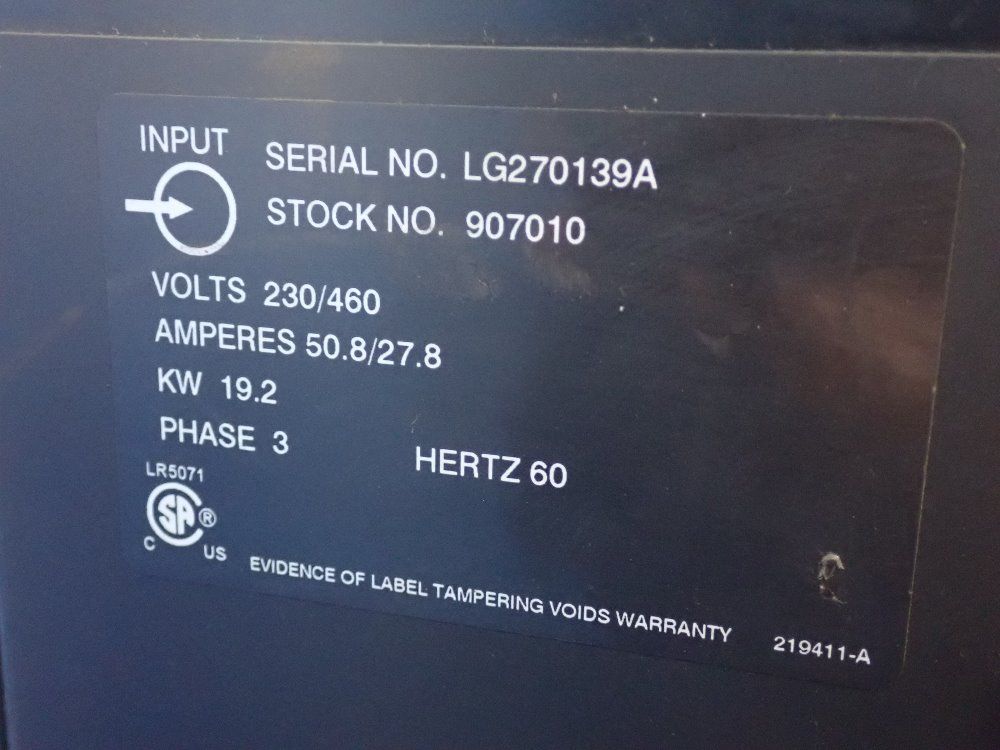 INPUT
SERIAL NO. LG270139A
STOCK NO. 907010
VOLTS 230/460
AMPERES 50.8/27.8
KW 19.2
PHASE 3
HERTZ 60
LR5071
SA ®
C US
EVIDENCE OF LABEL TAMPERING VOIDS WARRANTY
219411-A